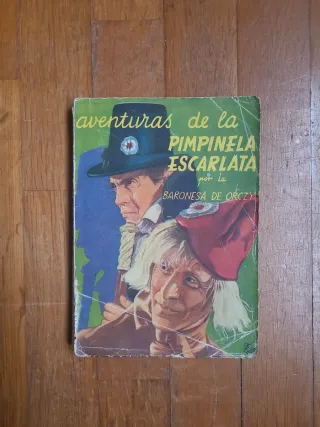 aventuras de la
PIMPINELA
ESCARLATA
por la
BARONESA DE ORCZY